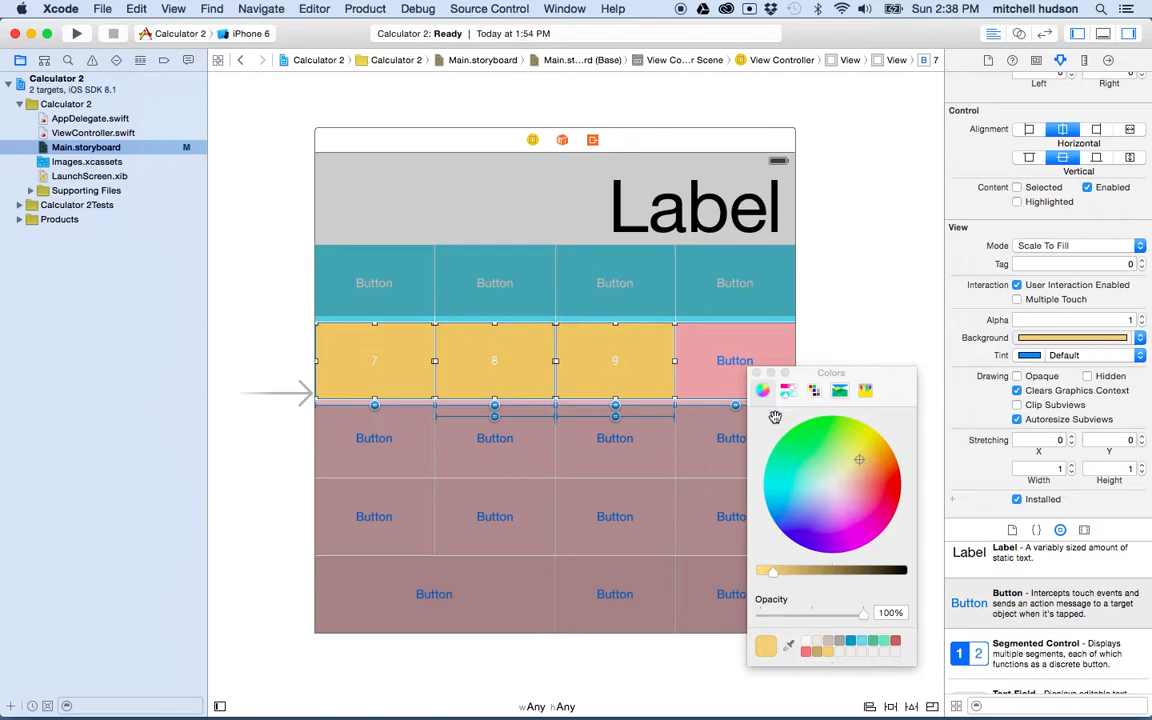 Xcode File Edit View Find Navigate Editor Product Debug Source Control Window Help Sun 2:38 PM mitchell hudson
Calculator 2 iPhone 6 Calculator 2: Ready Today at 1:54 PM
Calculator 2 Calculator 2 Main.storyboard Main.st...rd (Base) View Co...r Scene View Controller View View B 7
Calculator 2
2 targets, iOS SDK 8.1
Calculator 2
AppDelegate.swift
ViewController.swift
Main.storyboard M
Images.xcassets
LaunchScreen.xib
Supporting Files
Calculator 2Tests
Products
Label
Button Button Button Button
7 8 9 Button
Button Button Button
Button Button Button Butto
Button Button Butto
wAny hAny
Colors
Opacity
100%
0 0
Left Right
Control
Alignment
Horizontal
Vertical
Content Selected Enabled
Highlighted
View
Mode Scale To Fill
Tag 0
Interaction User Interaction Enabled
Multiple Touch
Alpha 1
Background
Tint Default
Drawing Opaque Hidden
Clears Graphics Context
Clip Subviews
Autoresize Subviews
Stretching 0 0
X Y
1 1
Width Height
Installed
Label Label - A variably sized amount of
static text.
Button Button - Intercepts touch events and
sends an action message to a target
object when it's tapped.
1 2 Segmented Control - Displays
multiple segments, each of which
functions as a discrete button.